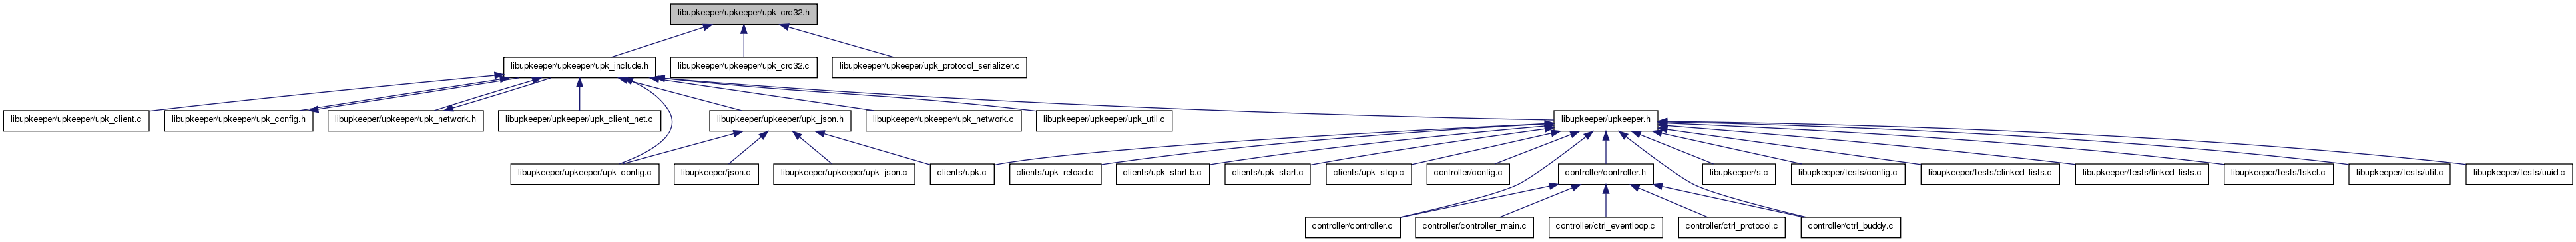 libupkeeper/upkeeper/upk_crc32.h
libupkeeper/upkeeper/upk_include.h
libupkeeper/upkeeper/upk_crc32.c
libupkeeper/upkeeper/upk_protocol_serializer.c
libupkeeper/upkeeper/upk_client.c
libupkeeper/upkeeper/upk_config.h
libupkeeper/upkeeper/upk_network.h
libupkeeper/upkeeper/upk_client_net.c
libupkeeper/upkeeper/upk_json.h
libupkeeper/upkeeper/upk_network.c
libupkeeper/upkeeper/upk_util.c
libupkeeper/upkeeper.h
libupkeeper/upkeeper/upk_config.c
libupkeeper/json.c
libupkeeper/upkeeper/upk_json.c
clients/upk.c
clients/upk_reload.c
clients/upk_start.b.c
clients/upk_start.c
clients/upk_stop.c
controller/config.c
controller/controller.h
libupkeeper/s.c
libupkeeper/tests/config.c
libupkeeper/tests/dlinked_lists.c
libupkeeper/tests/linked_lists.c
libupkeeper/tests/tskel.c
libupkeeper/tests/util.c
libupkeeper/tests/uuid.c
controller/controller.c
controller/controller_main.c
controller/ctrl_eventloop.c
controller/ctrl_protocol.c
controller/ctrl_buddy.c